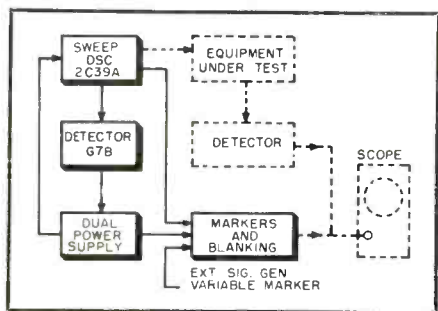 SWEEP
DSC
2C39A
EQUIPMENT
UNDER TEST
DETECTOR
G7B
DETECTOR
SCOPE
DUAL
POWER
SUPPLY
MARKERS
AND
BLANKING
EXT SIG. GEN
VARIABLE MARKER